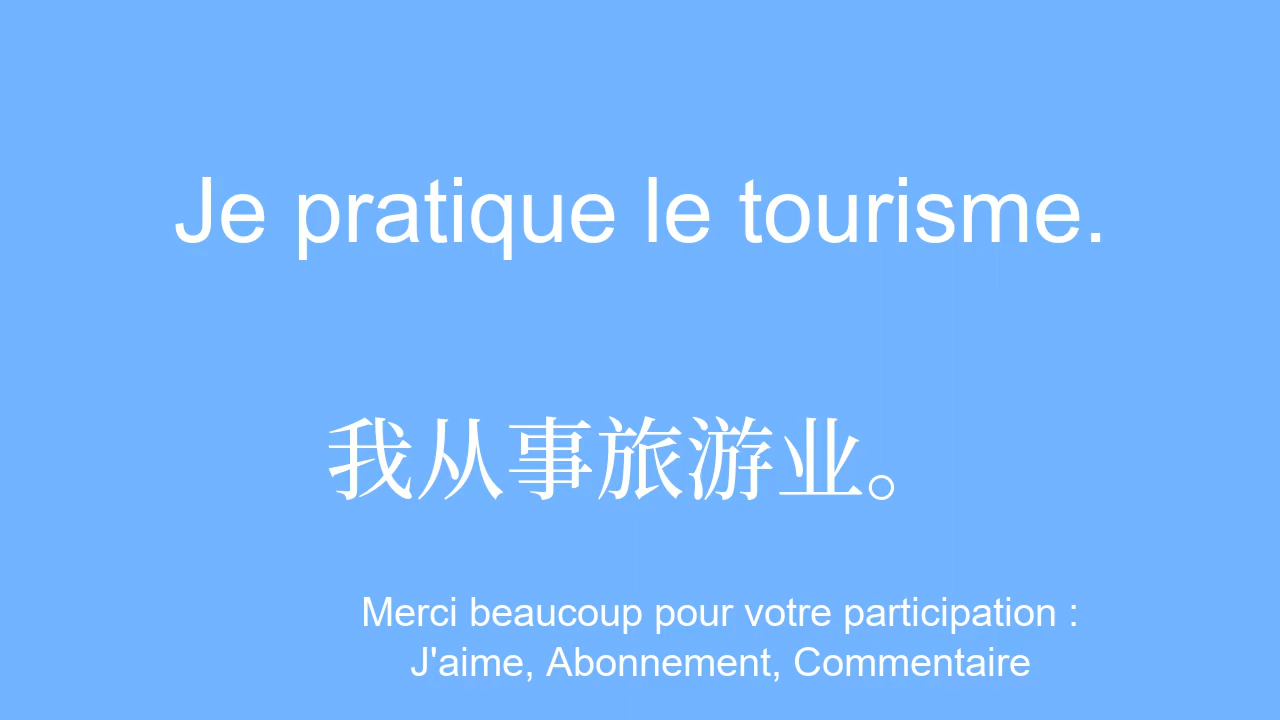 Je pratique le tourisme.
我从事旅游业。
Merci beaucoup pour votre participation :
J'aime, Abonnement, Commentaire